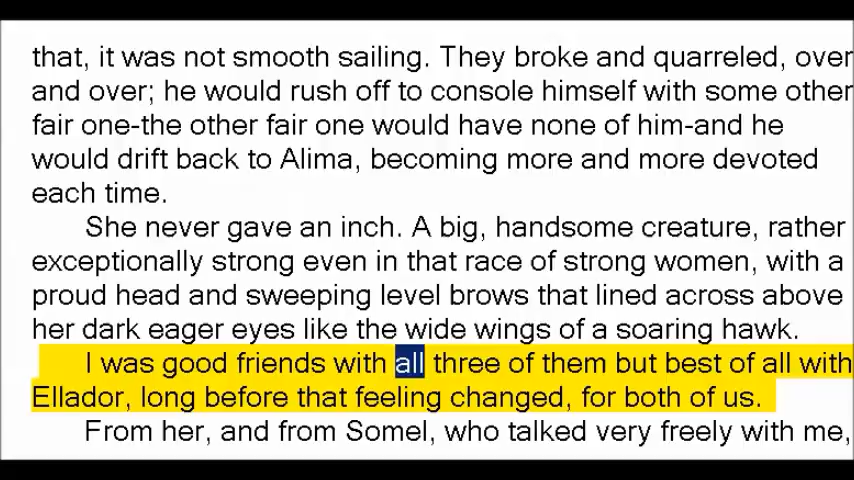 that, it was not smooth sailing. They broke and quarreled, over
and over; he would rush off to console himself with some other
fair one-the other fair one would have none of him-and he
would drift back to Alima, becoming more and more devoted
each time.
She never gave an inch. A big, handsome creature, rather
exceptionally strong even in that race of strong women, with a
proud head and sweeping level brows that lined across above
her dark eager eyes like the wide wings of a soaring hawk.
I was good friends with all three of them but best of all with
Ellador, long before that feeling changed, for both of us.
From her, and from Somel, who talked very freely with me,